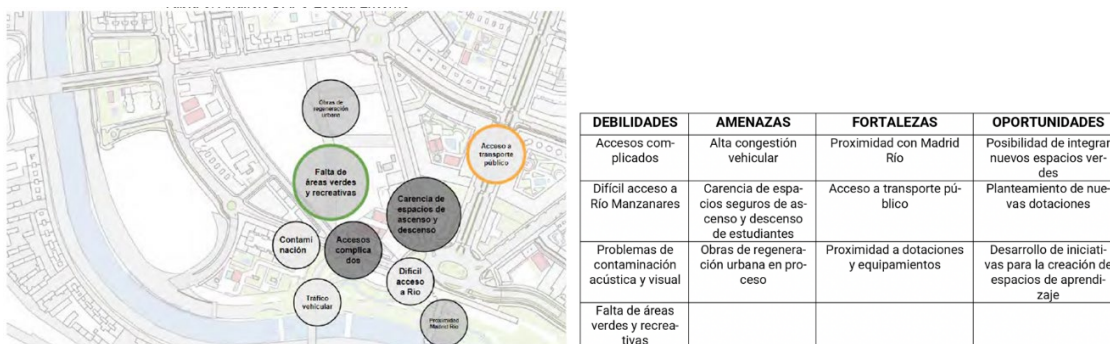 Obras de
regeneración
urbana
Acceso a
transporte
público
Falta de
áreas verdes
y recreativas
Carencia de
espacios de
ascenso y
descenso
Contami
nación
Accesos
complica
dos
Dificil
acceso
a Rio
Trafico
vehicular
Proximidad
Madrid Rio
DEBILIDADES AMENAZAS FORTALEZAS OPORTUNIDADES
Accesos com-
plicados
Alta congestión
vehicular
Proximidad con Madrid
Río
Posibilidad de integrar
nuevos espacios ver-
des
Difícil acceso a
Río Manzanares
Carencia de espa-
cios seguros de as-
censo y descenso
de estudiantes
Acceso a transporte pú-
blico
Planteamiento de nue-
vas dotaciones
Problemas de
contaminación
acústica y visual
Obras de regenera-
ción urbana en pro-
ceso
Proximidad a dotaciones
y equipamientos
Desarrollo de iniciati-
vas para la creación de
espacios de aprendi-
zaje
Falta de áreas
verdes y recrea-
tivas